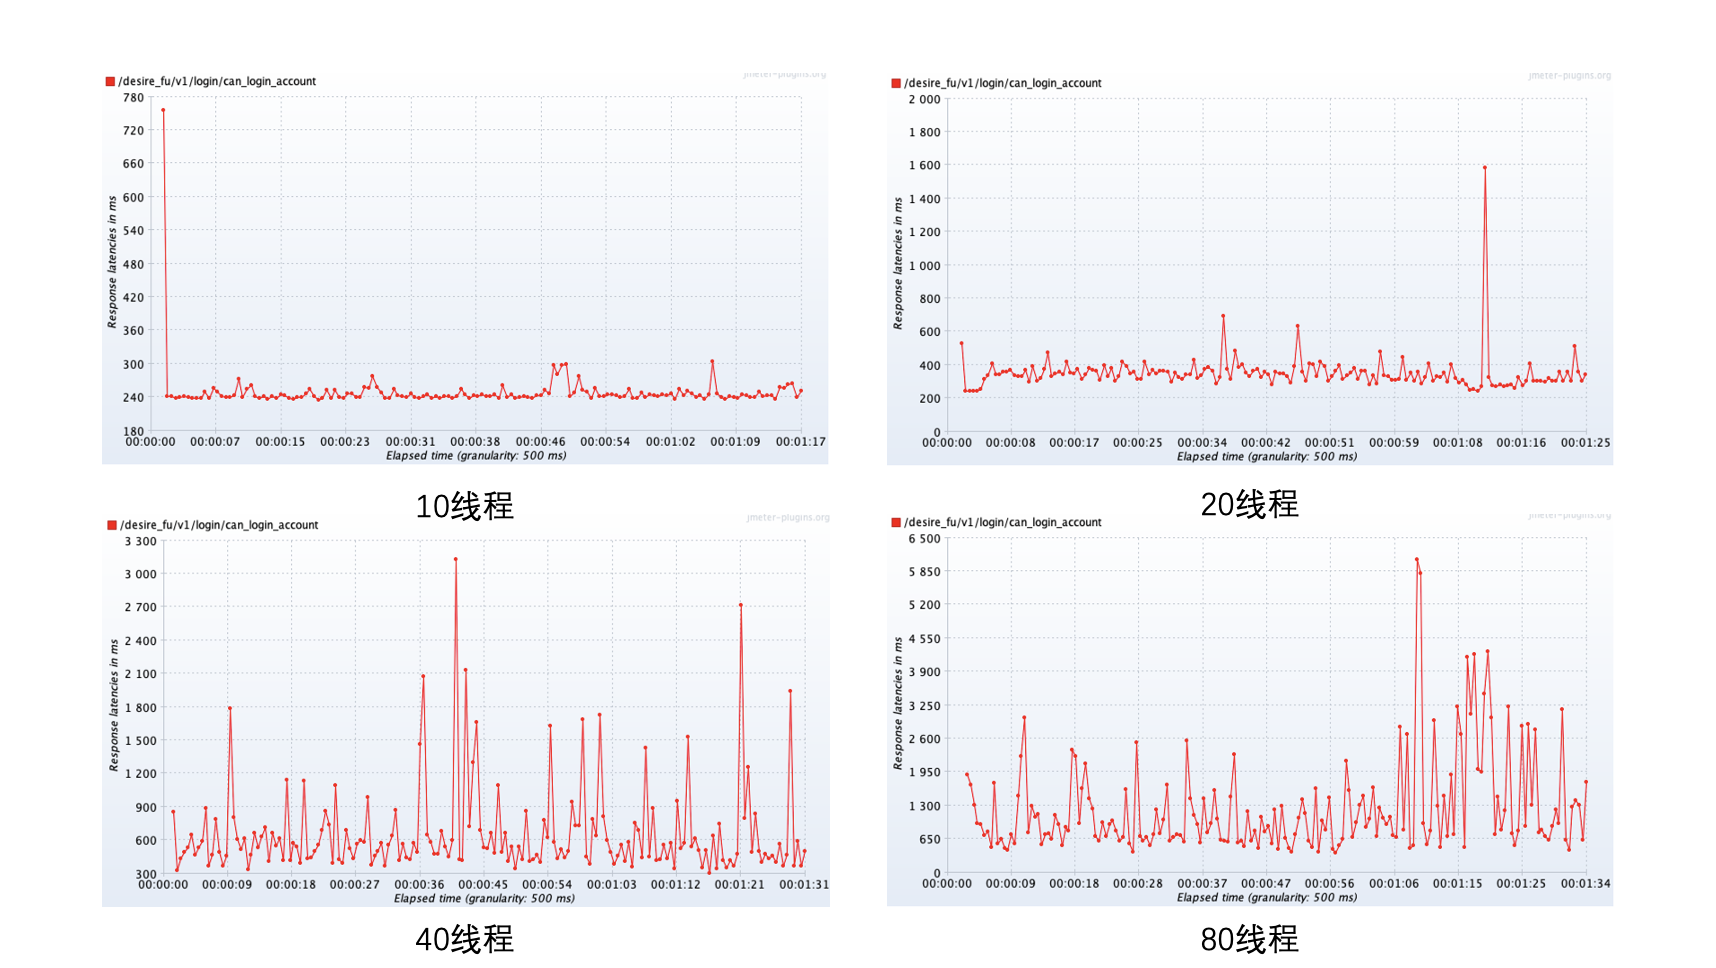 /desire_fu/v1/login/can_login_account
jmeter-plugins.org
780
720
660
600
540
480
420
360
300
240
180
Response latencies in ms
00:00:00 00:00:07 00:00:15 00:00:23 00:00:31 00:00:38 00:00:46 00:00:54 00:01:02 00:01:09 00:01:17
Elapsed time (granularity: 500 ms)
10线程
/desire_fu/v1/login/can_login_account
jmeter-plugins.org
2 000
1 800
1 600
1 400
1 200
1 000
800
600
400
200
0
Response latencies in ms
00:00:00 00:00:08 00:00:17 00:00:25 00:00:34 00:00:42 00:00:51 00:00:59 00:01:08 00:01:16 00:01:25
Elapsed time (granularity: 500 ms)
20线程
/desire_fu/v1/login/can_login_account
jmeter-plugins.org
3 300
3 000
2 700
2 400
2 100
1 800
1 500
1 200
900
600
300
Response latencies in ms
00:00:00 00:00:09 00:00:18 00:00:27 00:00:36 00:00:45 00:00:54 00:01:03 00:01:12 00:01:21 00:01:31
Elapsed time (granularity: 500 ms)
40线程
/desire_fu/v1/login/can_login_account
jmeter-plugins.org
6 500
5 850
5 200
4 550
3 900
3 250
2 600
1 950
1 300
650
0
Response latencies in ms
00:00:00 00:00:09 00:00:18 00:00:28 00:00:37 00:00:47 00:00:56 00:01:06 00:01:15 00:01:25 00:01:34
Elapsed time (granularity: 500 ms)
80线程